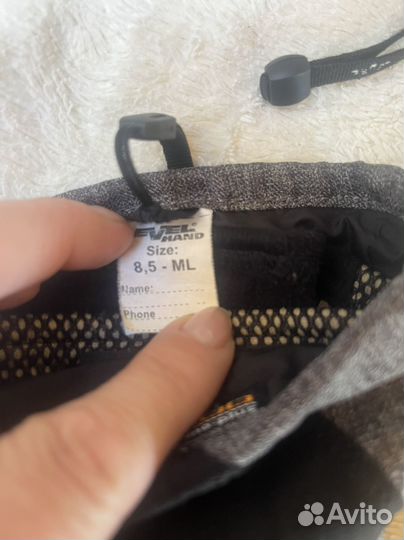 LEVEL
HAND
Size:
8,5 - ML
Name:
Phone
Avito